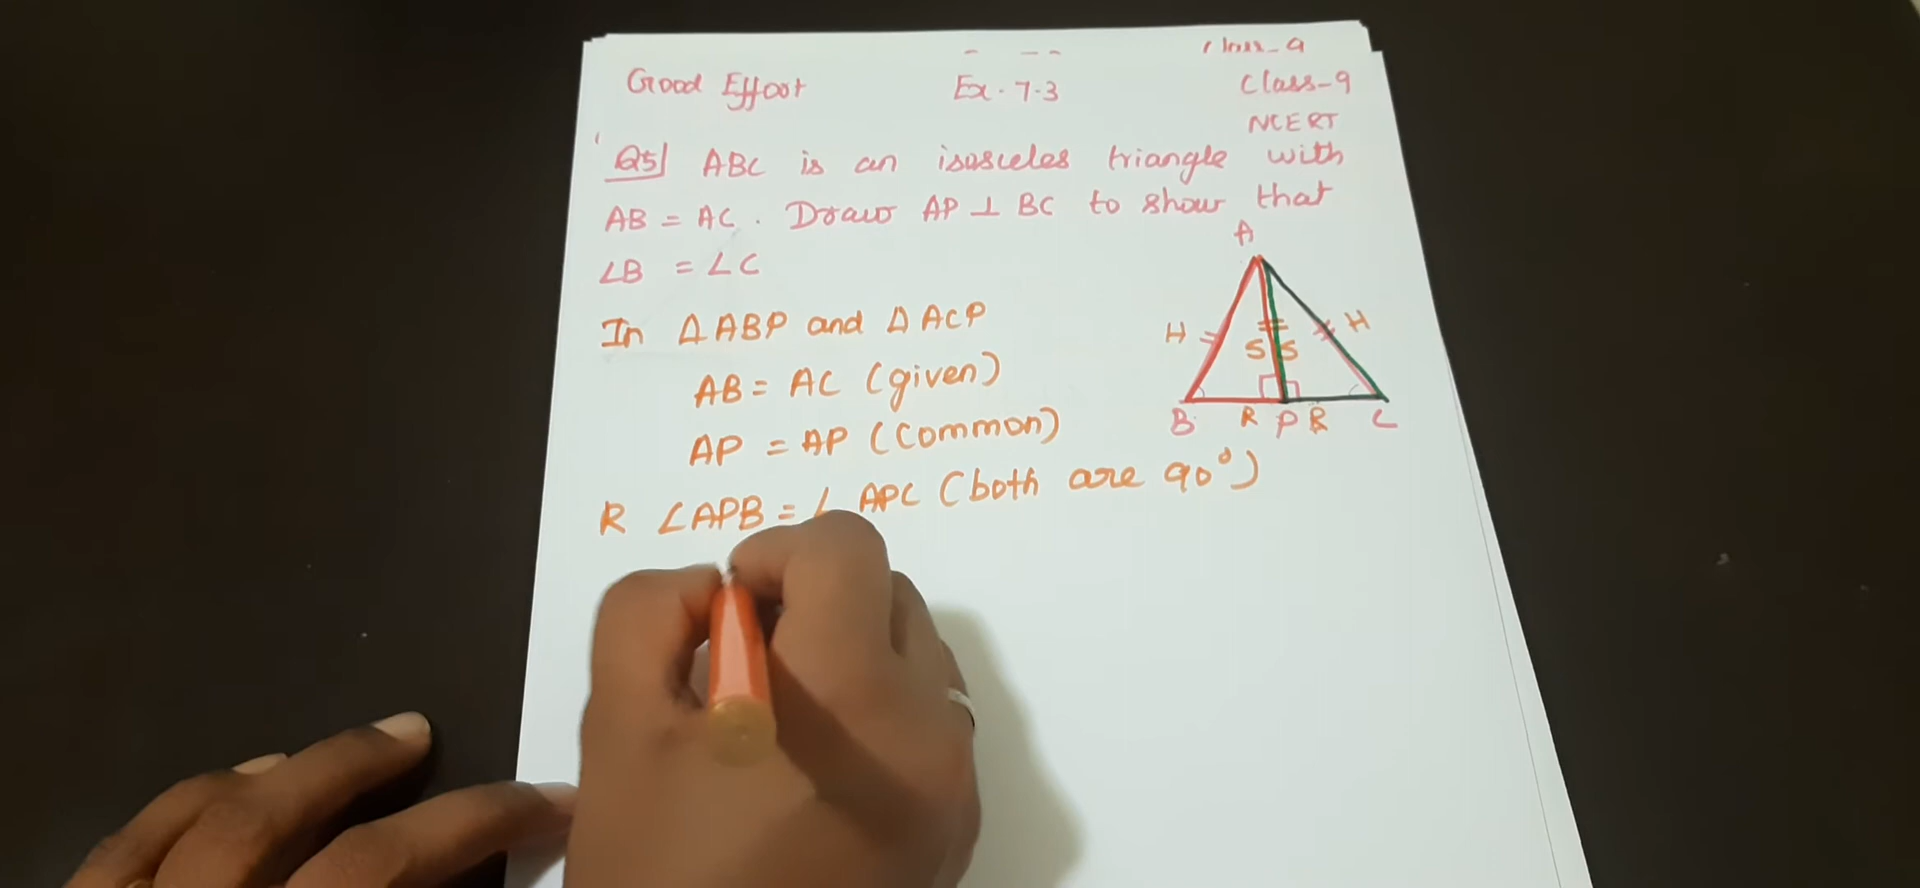 Class-9
Good Effort Ex. 7.3 Class-9
NCERT
Q5| ABC is an isosceles triangle with
AB = AC . Draw AP ⊥ BC to show that
∠B = ∠C
In ΔABP and ΔACP
AB = AC (given)
AP = AP (Common)
R ∠APB = ∠APC (both are 90°)
A
H H
S S
B R P R C